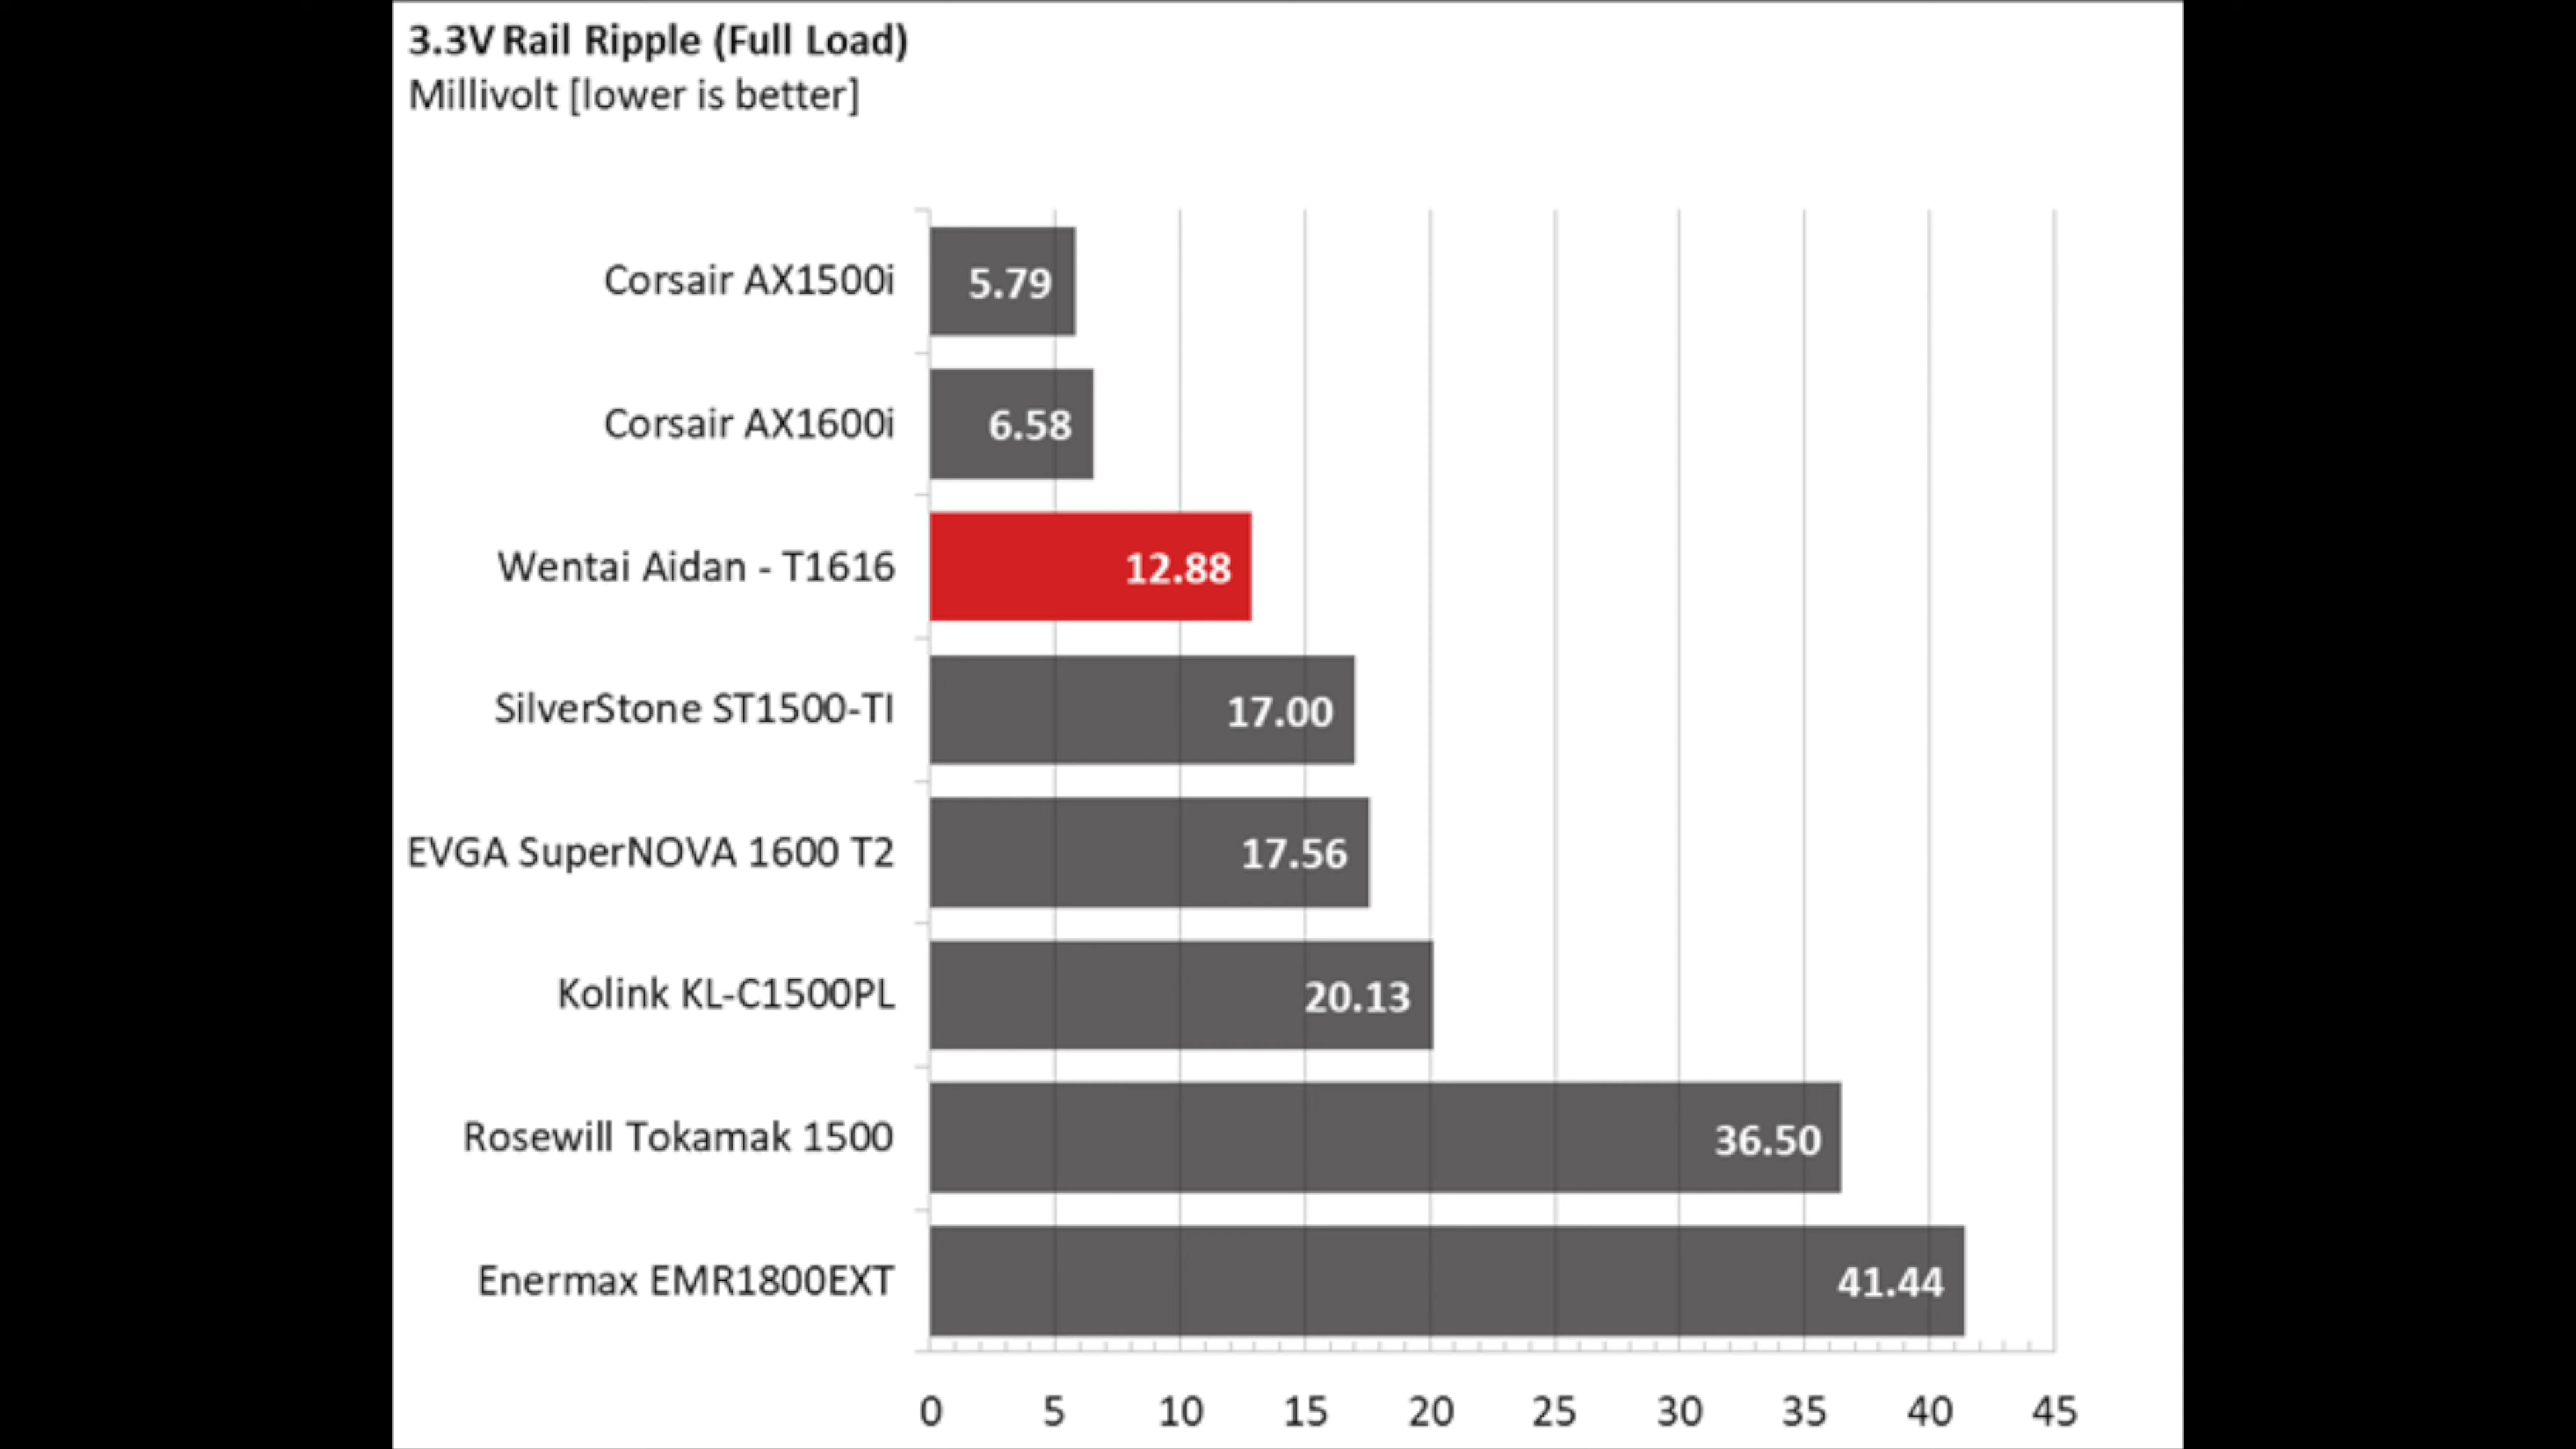 3.3V Rail Ripple (Full Load)
Millivolt [lower is better]
Corsair AX1500i 5.79
Corsair AX1600i 6.58
Wentai Aidan - T1616 12.88
SilverStone ST1500-TI 17.00
EVGA SuperNOVA 1600 T2 17.56
Kolink KL-C1500PL 20.13
Rosewill Tokamak 1500 36.50
Enermax EMR1800EXT 41.44
0 5 10 15 20 25 30 35 40 45